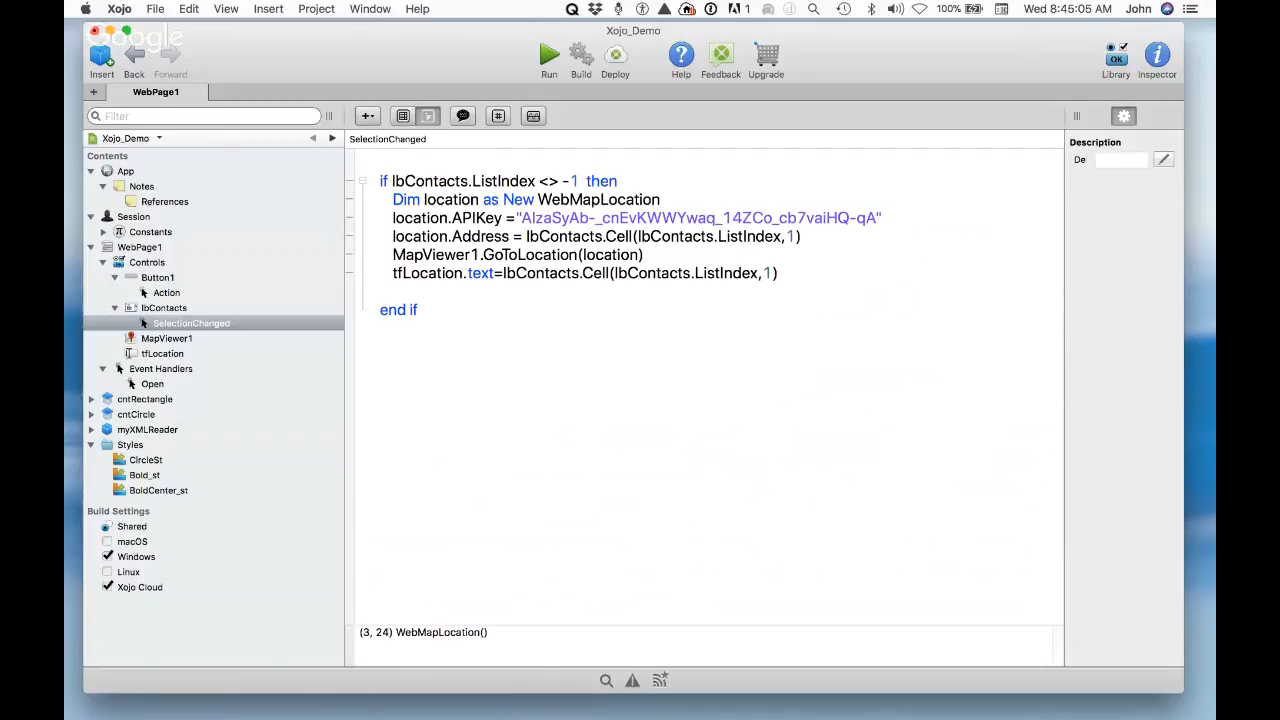 Xojo File Edit View Insert Project Window Help 1 100% Wed 8:45:05 AM John
Google
Xojo_Demo
Insert Back Forward Run Build Deploy Help Feedback Upgrade OK Library Inspector
WebPage1
Filter
Xojo_Demo
SelectionChanged
Contents
App
Notes
References
Session
Constants
WebPage1
Controls
Button1
Action
lbContacts
SelectionChanged
MapViewer1
tfLocation
Event Handlers
Open
cntRectangle
cntCircle
myXMLReader
Styles
CircleSt
Bold_st
BoldCenter_st
Build Settings
Shared
macOS
Windows
Linux
Xojo Cloud
if lbContacts.ListIndex <> -1 then
Dim location as New WebMapLocation
location.APIKey ="AIzaSyAb-_cnEvKWWYwaq_14ZCo_cb7vaiHQ-qA"
location.Address = lbContacts.Cell(lbContacts.ListIndex,1)
MapViewer1.GoToLocation(location)
tfLocation.text=lbContacts.Cell(lbContacts.ListIndex,1)
end if
(3, 24) WebMapLocation()
Description
De